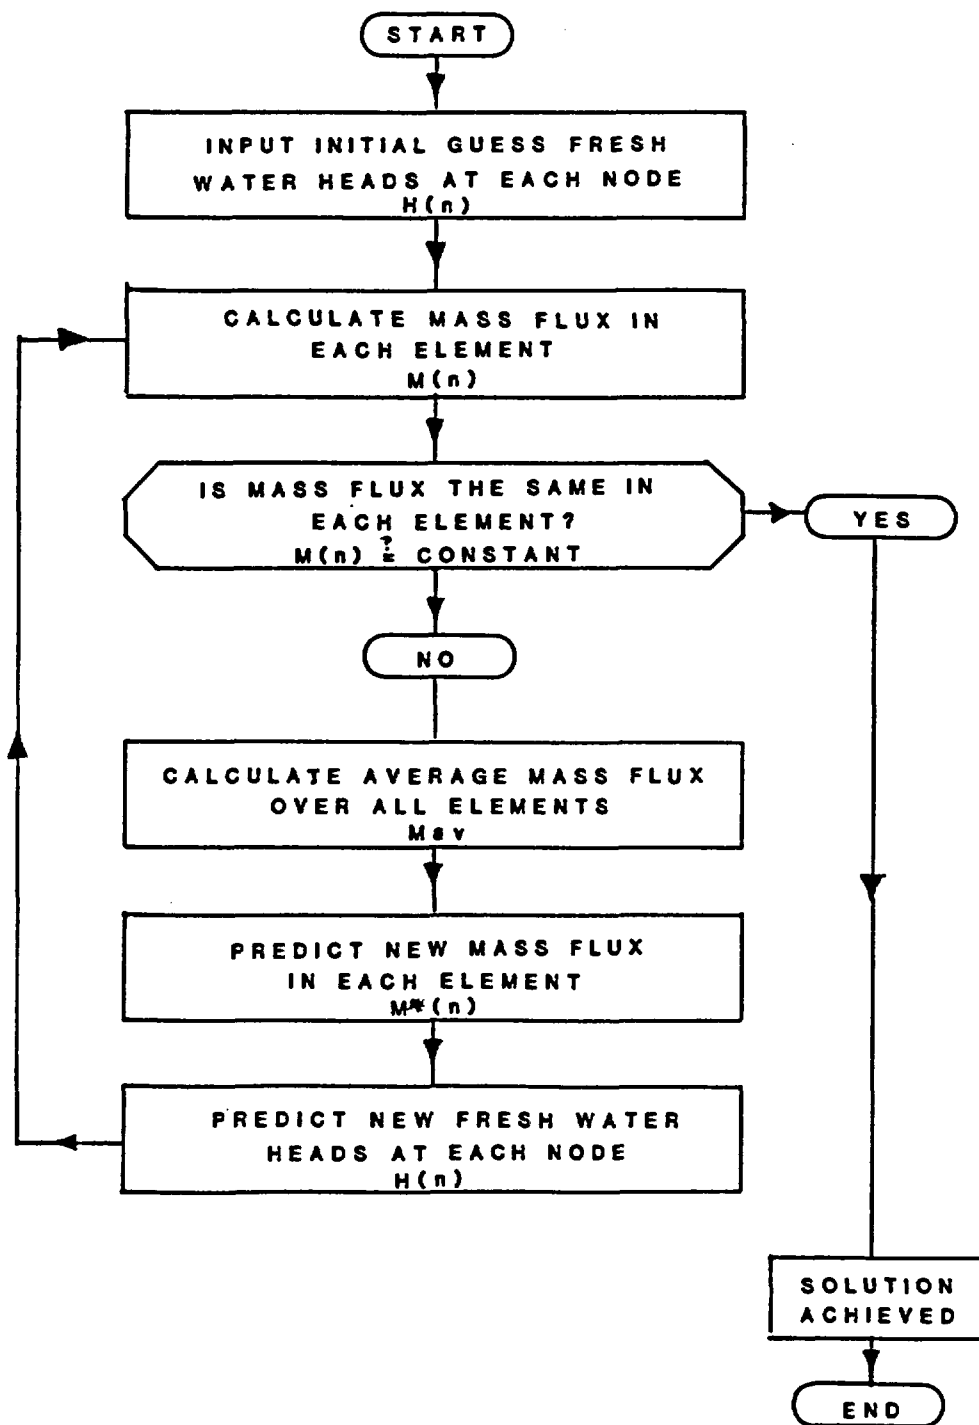 START
INPUT INITIAL GUESS FRESH
WATER HEADS AT EACH NODE
H(n)
CALCULATE MASS FLUX IN
EACH ELEMENT
M(n)
IS MASS FLUX THE SAME IN
EACH ELEMENT?
M(n) ≟ CONSTANT
YES
NO
CALCULATE AVERAGE MASS FLUX
OVER ALL ELEMENTS
Mav
PREDICT NEW MASS FLUX
IN EACH ELEMENT
M*(n)
PREDICT NEW FRESH WATER
HEADS AT EACH NODE
H(n)
SOLUTION
ACHIEVED
END